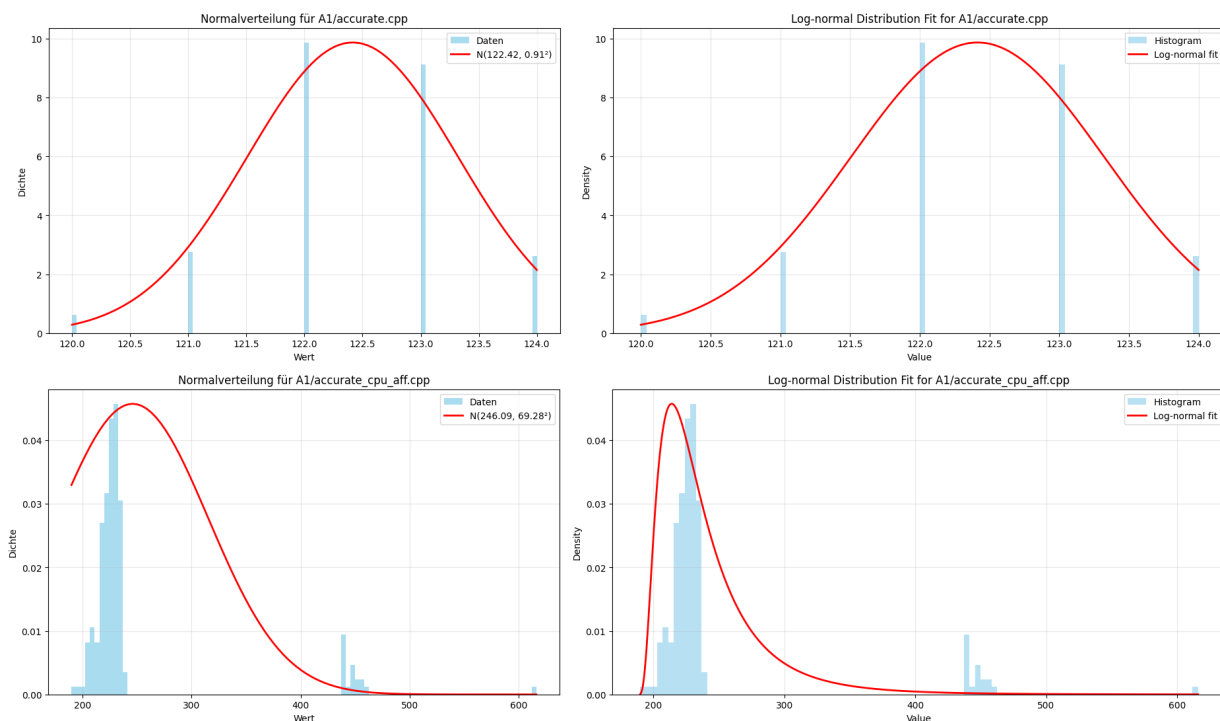 Normalverteilung für A1/accurate.cpp
Daten
N(122.42, 0.91²)
10
8
6
4
2
0
Dichte
120.0 120.5 121.0 121.5 122.0 122.5 123.0 123.5 124.0
Wert
Log-normal Distribution Fit for A1/accurate.cpp
Histogram
Log-normal fit
10
8
6
4
2
0
Density
120.0 120.5 121.0 121.5 122.0 122.5 123.0 123.5 124.0
Value
Normalverteilung für A1/accurate_cpu_aff.cpp
Daten
N(246.09, 69.28²)
0.04
0.03
0.02
0.01
0.00
Dichte
200 300 400 500 600
Wert
Log-normal Distribution Fit for A1/accurate_cpu_aff.cpp
Histogram
Log-normal fit
0.04
0.03
0.02
0.01
0.00
Density
200 300 400 500 600
Value